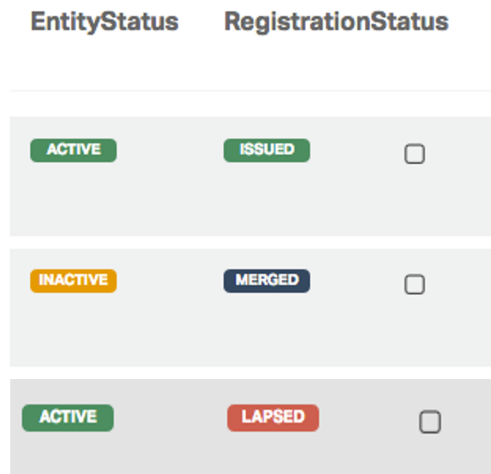 EntityStatus RegistrationStatus
ACTIVE ISSUED
INACTIVE MERGED
ACTIVE LAPSED